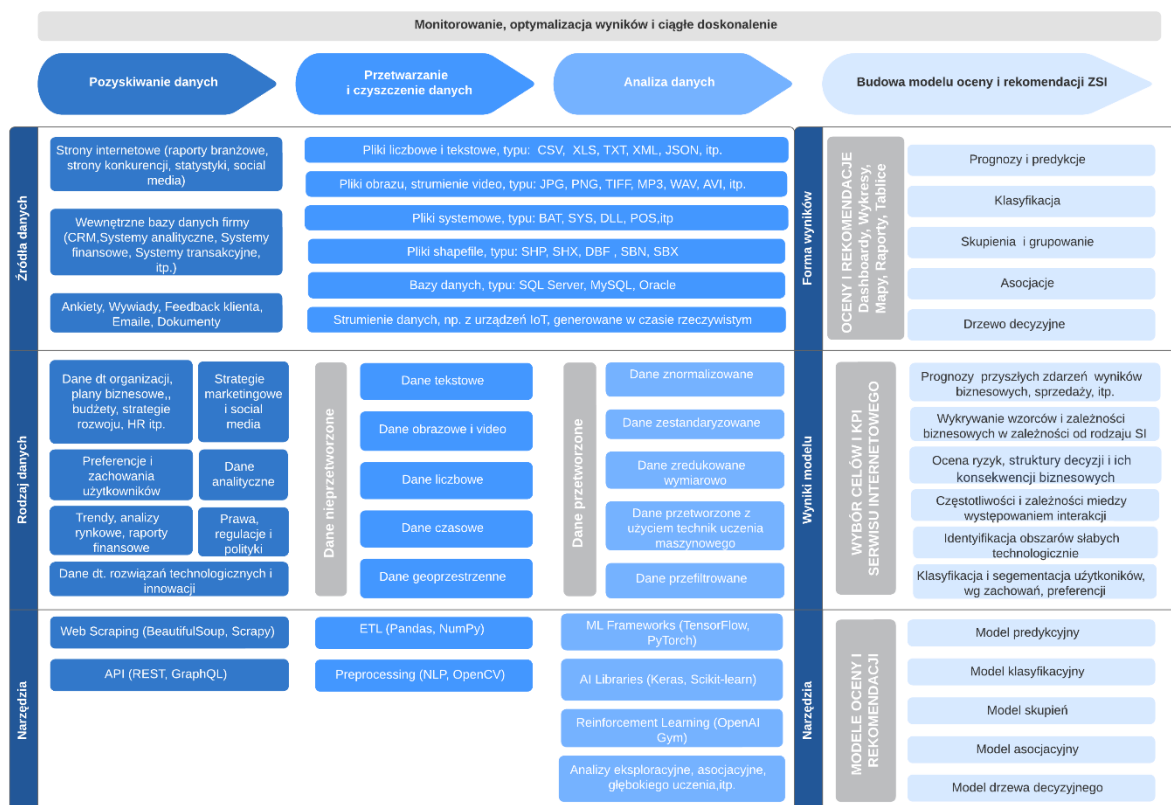 Monitorowanie, optymalizacja wyników i ciągłe doskonalenie
Pozyskiwanie danych
Przetwarzanie
i czyszczenie danych
Analiza danych
Budowa modelu oceny i rekomendacji ZSI
Źródła danych
Strony internetowe (raporty branżowe,
strony konkurencji, statystyki, social
media)
Wewnętrzne bazy danych firmy
(CRM,Systemy analityczne, Systemy
finansowe, Systemy transakcyjne,
itp.)
Ankiety, Wywiady, Feedback klienta,
Emaile, Dokumenty
Pliki liczbowe i tekstowe, typu: CSV, XLS, TXT, XML, JSON, itp.
Pliki obrazu, strumienie video, typu: JPG, PNG, TIFF, MP3, WAV, AVI, itp.
Pliki systemowe, typu: BAT, SYS, DLL, POS,itp
Pliki shapefile, typu: SHP, SHX, DBF , SBN, SBX
Bazy danych, typu: SQL Server, MySQL, Oracle
Strumienie danych, np. z urządzeń IoT, generowane w czasie rzeczywistym
Forma wyników
OCENY I REKOMENDACJE
Dashboardy, Wykresy,
Mapy, Raporty, Tablice
Prognozy i predykcje
Klasyfikacja
Skupienia i grupowanie
Asocjacje
Drzewo decyzyjne
Rodzaj danych
Dane dt organizacji,
plany biznesowe,,
budżety, strategie
rozwoju, HR itp.
Strategie
marketingowe
i social
media
Preferencje i
zachowania
użytkowników
Dane
analityczne
Trendy, analizy
rynkowe, raporty
finansowe
Prawa,
regulacje i
polityki
Dane dt. rozwiązań technologicznych i
innowacji
Dane nieprzetworzone
Dane tekstowe
Dane obrazowe i video
Dane liczbowe
Dane czasowe
Dane geoprzestrzenne
Dane przetworzone
Dane znormalizowane
Dane zestandaryzowane
Dane zredukowane
wymiarowo
Dane przetworzone z
użyciem technik uczenia
maszynowego
Dane przefiltrowane
Wyniki modelu
WYBÓR CELÓW I KPI
SERWISU INTERNETOWEGO
Prognozy przyszłych zdarzeń wyników
biznesowych, sprzedaży, itp.
Wykrywanie wzorców i zależności
biznesowych w zależności od rodzaju SI
Ocena ryzyk, struktury decyzji i ich
konsekwencji biznesowych
Częstotliwości i zależności miedzy
występowaniem interakcji
Identyifikacja obszarów słabych
technologicznie
Klasyfikacja i segementacja użytkoników,
wg zachowań, preferencji
Narzędzia
Web Scraping (BeautifulSoup, Scrapy)
API (REST, GraphQL)
ETL (Pandas, NumPy)
Preprocessing (NLP, OpenCV)
ML Frameworks (TensorFlow,
PyTorch)
AI Libraries (Keras, Scikit-learn)
Reinforcement Learning (OpenAI
Gym)
Analizy eksploracyjne, asocjacyjne,
głębokiego uczenia,itp.
Narzędzia
MODELE OCENY I
REKOMENDACJI
Model predykcyjny
Model klasyfikacyjny
Model skupień
Model asocjacyjny
Model drzewa decyzyjnego